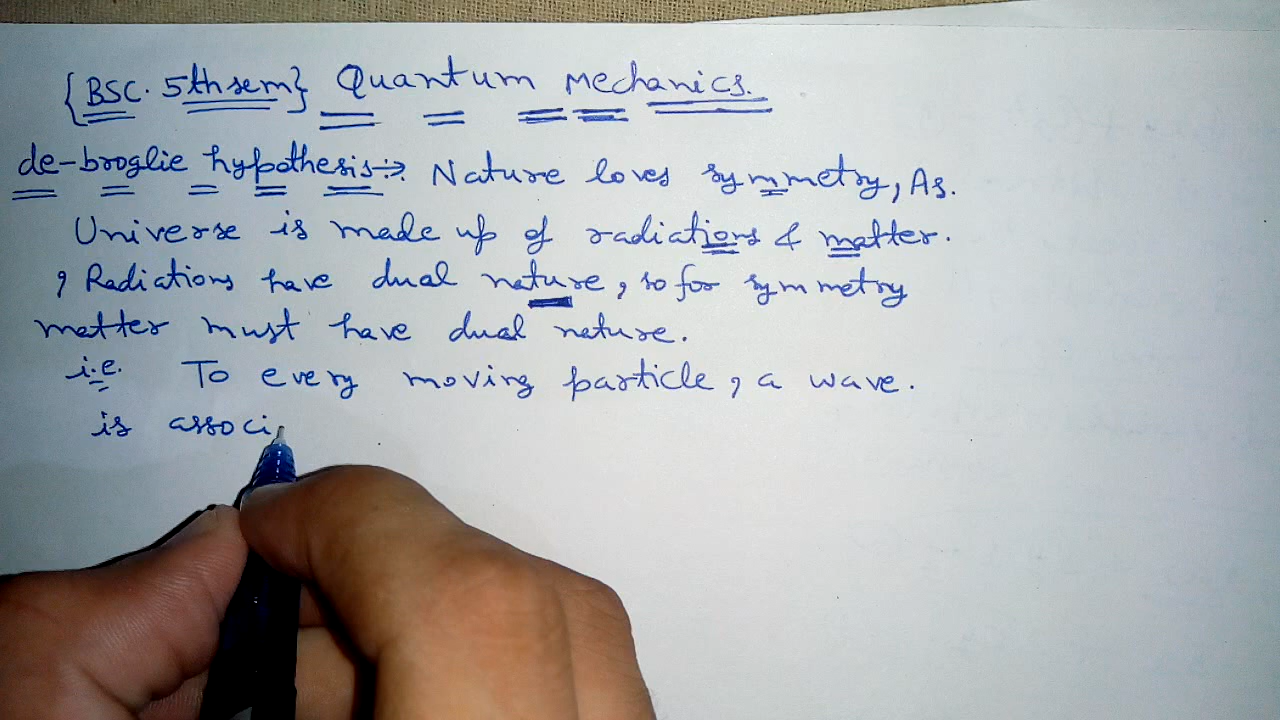 {BSC. 5th sem} Quantum Mechanics.
de-broglie hypothesis:→. Nature loves symmetry, As.
Universe is made up of radiations & matter.
, Radiations have dual nature, so for symmetry
matter must have dual nature.
i.e. To every moving particle, a wave.
is associ